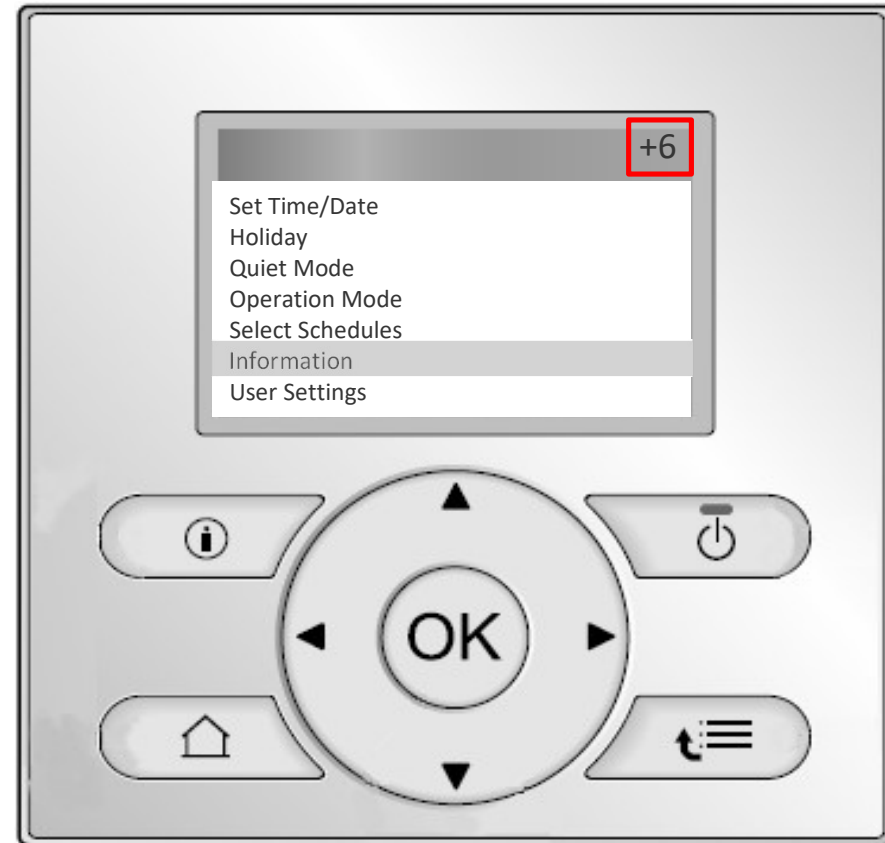 +6
Set Time/Date
Holiday
Quiet Mode
Operation Mode
Select Schedules
Information
User Settings
OK